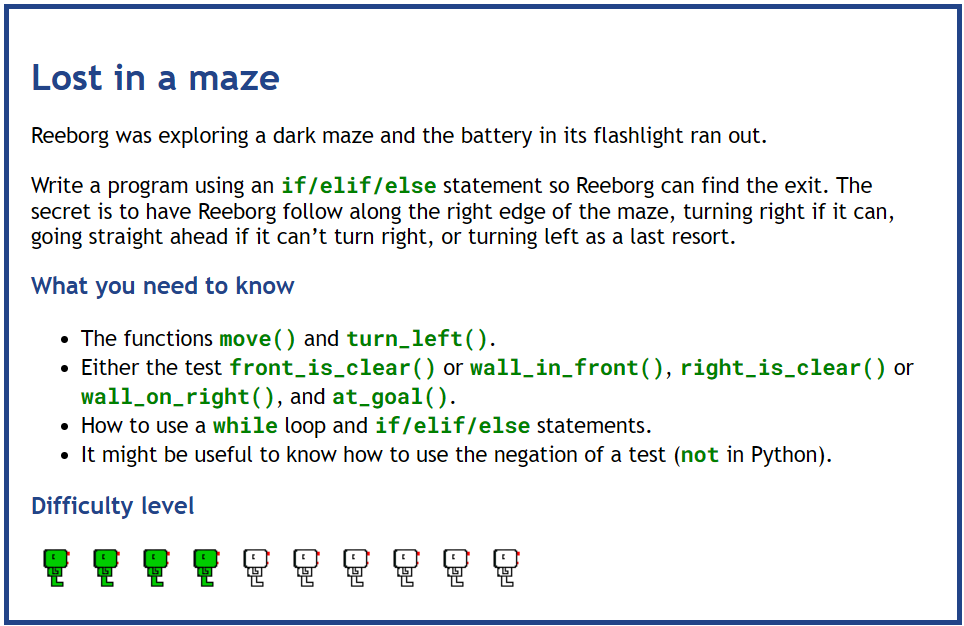 Lost in a maze
Reeborg was exploring a dark maze and the battery in its flashlight ran out.
Write a program using an if/elif/else statement so Reeborg can find the exit. The
secret is to have Reeborg follow along the right edge of the maze, turning right if it can,
going straight ahead if it can’t turn right, or turning left as a last resort.
What you need to know
• The functions move() and turn_left().
• Either the test front_is_clear() or wall_in_front(), right_is_clear() or
wall_on_right(), and at_goal().
• How to use a while loop and if/elif/else statements.
• It might be useful to know how to use the negation of a test (not in Python).
Difficulty level